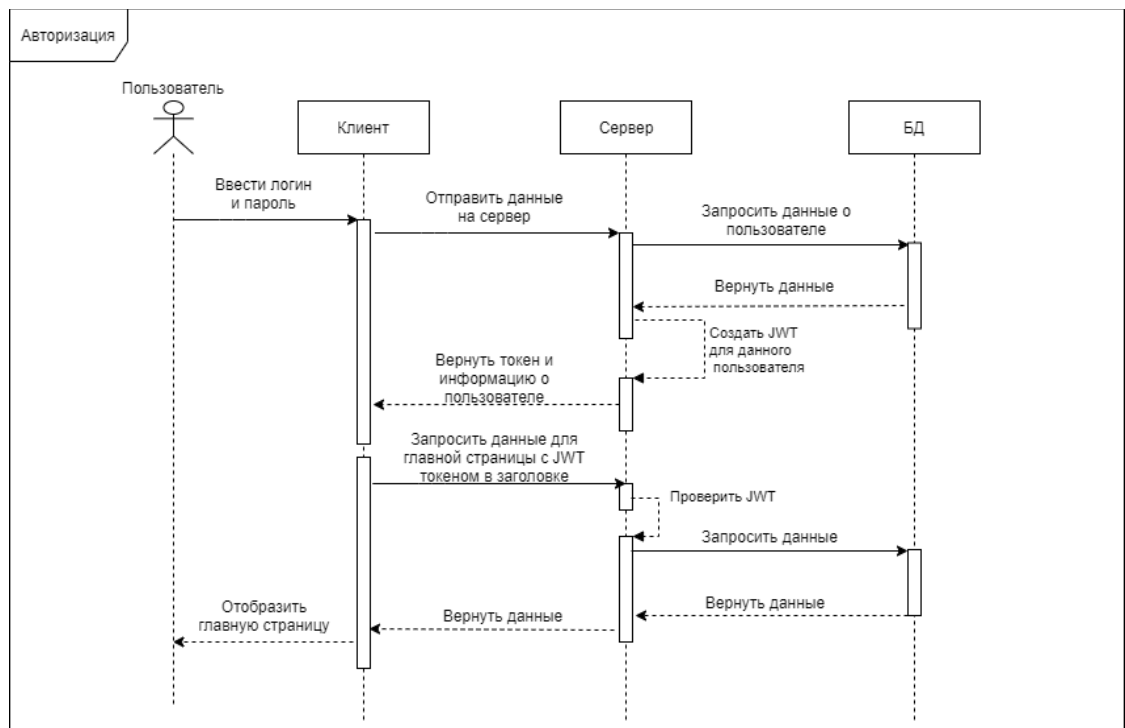 Авторизация
Пользователь
Клиент
Сервер
БД
Ввести логин
и пароль
Отправить данные
на сервер
Запросить данные о
пользователе
Вернуть данные
Создать JWT
для данного
пользователя
Вернуть токен и
информацию о
пользователе
Запросить данные для
главной страницы с JWT
токеном в заголовке
Проверить JWT
Запросить данные
Вернуть данные
Вернуть данные
Отобразить
главную страницу